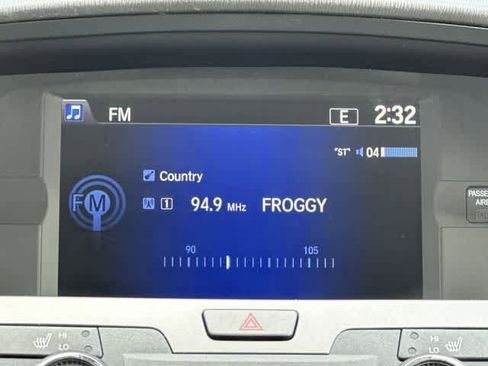 FM E 2:32
"ST" 04
Country
FM
1 94.9 MHz FROGGY
90 105
PASSE
AIRB
HI
LO
HI
LO